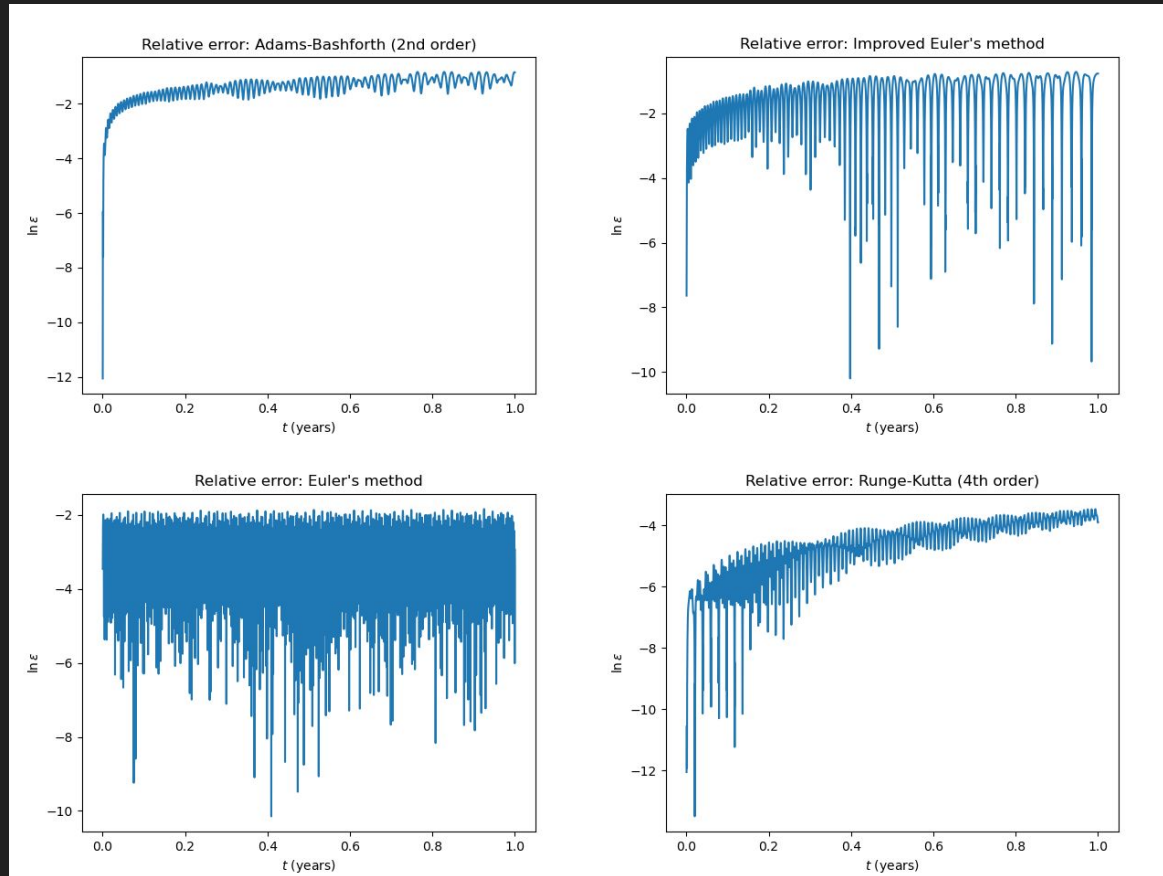 Relative error: Adams-Bashforth (2nd order)
ln ε
−2
−4
−6
−8
−10
−12
0.0 0.2 0.4 0.6 0.8 1.0
t (years)
Relative error: Improved Euler's method
ln ε
−2
−4
−6
−8
−10
0.0 0.2 0.4 0.6 0.8 1.0
t (years)
Relative error: Euler's method
ln ε
−2
−4
−6
−8
−10
0.0 0.2 0.4 0.6 0.8 1.0
t (years)
Relative error: Runge-Kutta (4th order)
ln ε
−4
−6
−8
−10
−12
0.0 0.2 0.4 0.6 0.8 1.0
t (years)